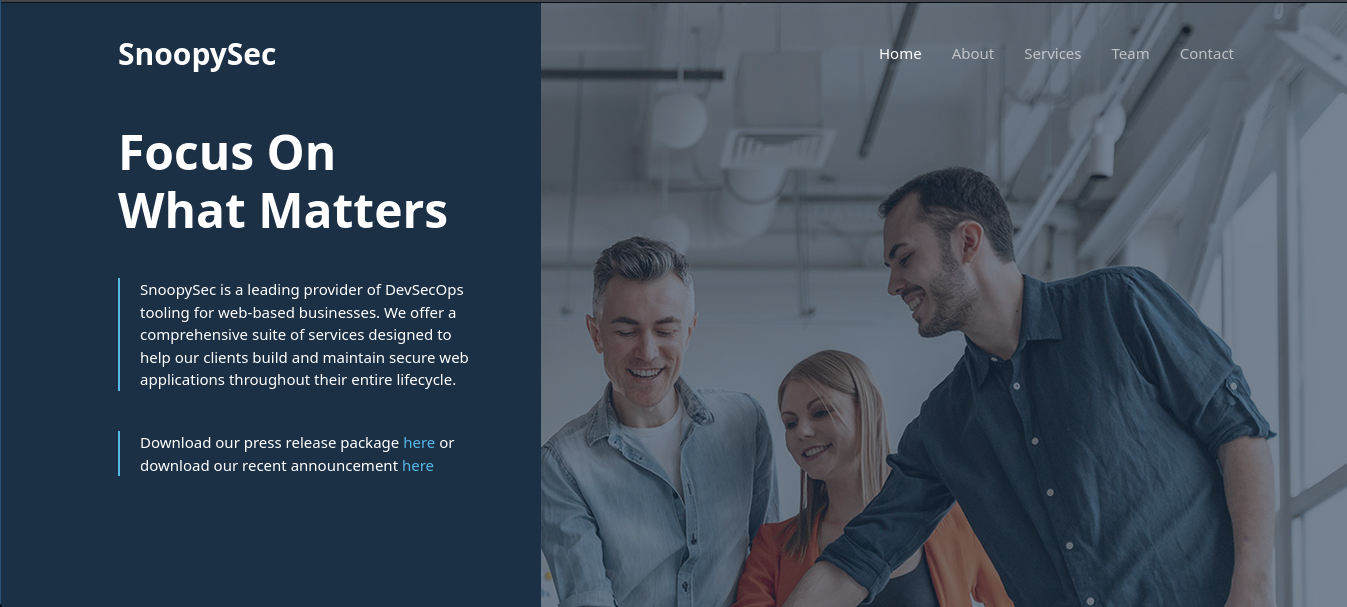 SnoopySec
Home About Services Team Contact
Focus On
What Matters
SnoopySec is a leading provider of DevSecOps
tooling for web-based businesses. We offer a
comprehensive suite of services designed to
help our clients build and maintain secure web
applications throughout their entire lifecycle.
Download our press release package here or
download our recent announcement here